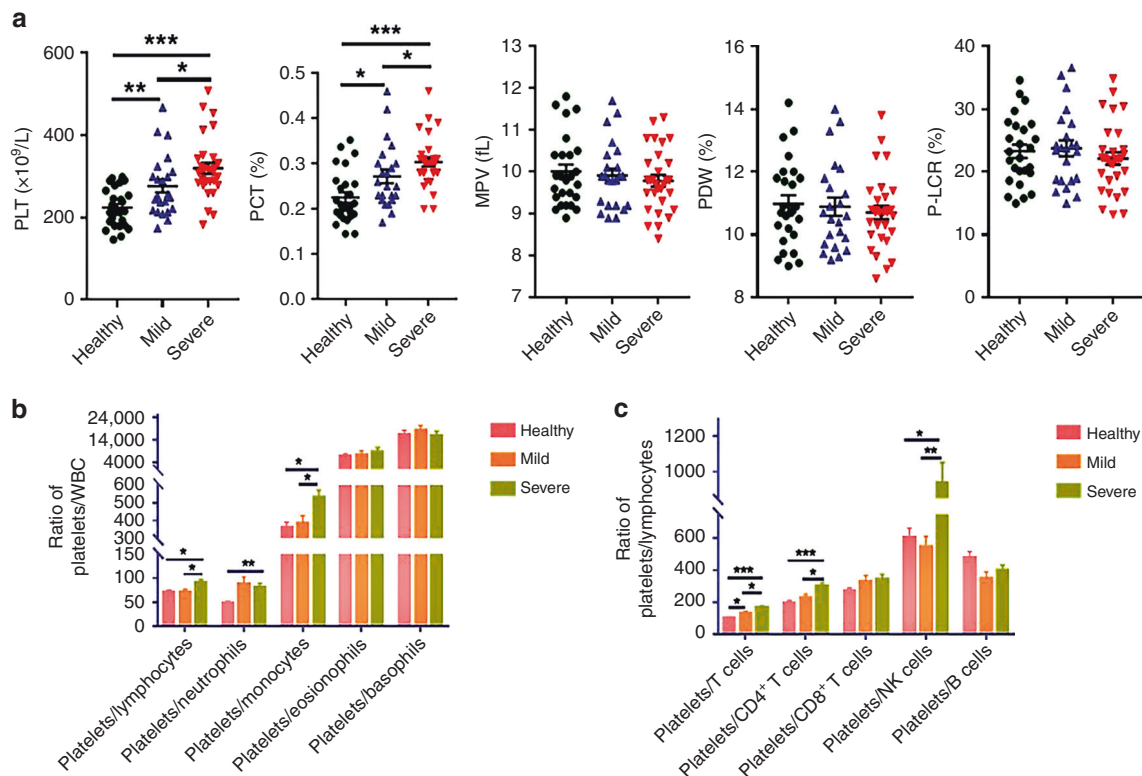 a
PLT (×10⁹/L)
600
400
200
0
***
**
*
Healthy
Mild
Severe
PCT (%)
0.5
0.4
0.3
0.2
0.1
0.0
***
*
*
Healthy
Mild
Severe
MPV (fL)
13
12
11
10
9
8
7
Healthy
Mild
Severe
PDW (%)
16
14
12
10
8
Healthy
Mild
Severe
P-LCR (%)
40
30
20
10
0
Healthy
Mild
Severe
b
Ratio of
platelets/WBC
24,000
14,000
4000
600
500
400
300
150
100
50
0
*
*
**
*
*
Platelets/lymphocytes
Platelets/neutrophils
Platelets/monocytes
Platelets/eosionophils
Platelets/basophils
Healthy
Mild
Severe
c
Ratio of
platelets/lymphocytes
1200
1000
800
600
400
200
0
***
*
*
***
*
*
**
Platelets/T cells
Platelets/CD4⁺ T cells
Platelets/CD8⁺ T cells
Platelets/NK cells
Platelets/B cells
Healthy
Mild
Severe